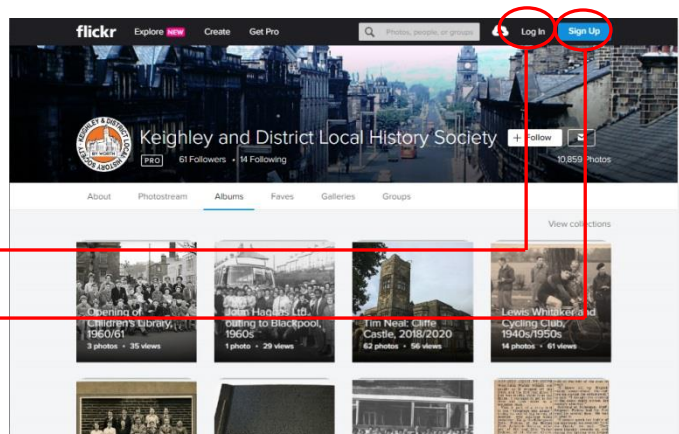 flickr Explore NEW Create Get Pro Photos, people, or groups Log In Sign Up
Keighley and District Local History Society
+ Follow
PRO 61 Followers • 14 Following
10,859 Photos
About Photostream Albums Faves Galleries Groups
View collections
Opening of
Children's Library,
1960/61
3 photos • 35 views
John Haggas Ltd
outing to Blackpool,
1960s
1 photo • 29 views
Tim Neal: Cliffe
Castle, 2018/2020
62 photos • 56 views
Lewis Whitaker and
Cycling Club,
1940s/1950s
14 photos • 61 views